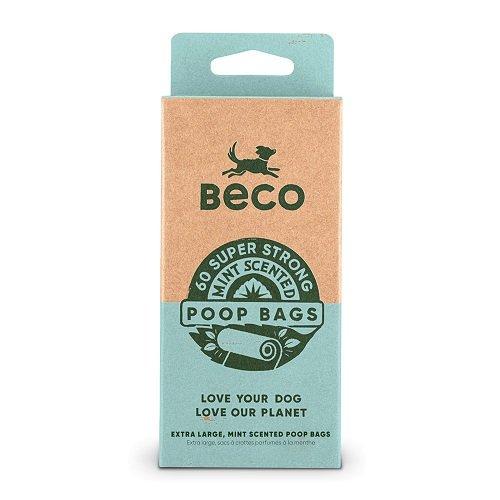 BECO
60 SUPER STRONG
MINT SCENTED
POOP BAGS
LOVE YOUR DOG
LOVE OUR PLANET
EXTRA LARGE, MINT SCENTED POOP BAGS
Extra large, sacs à crottes parfumés à la menthe